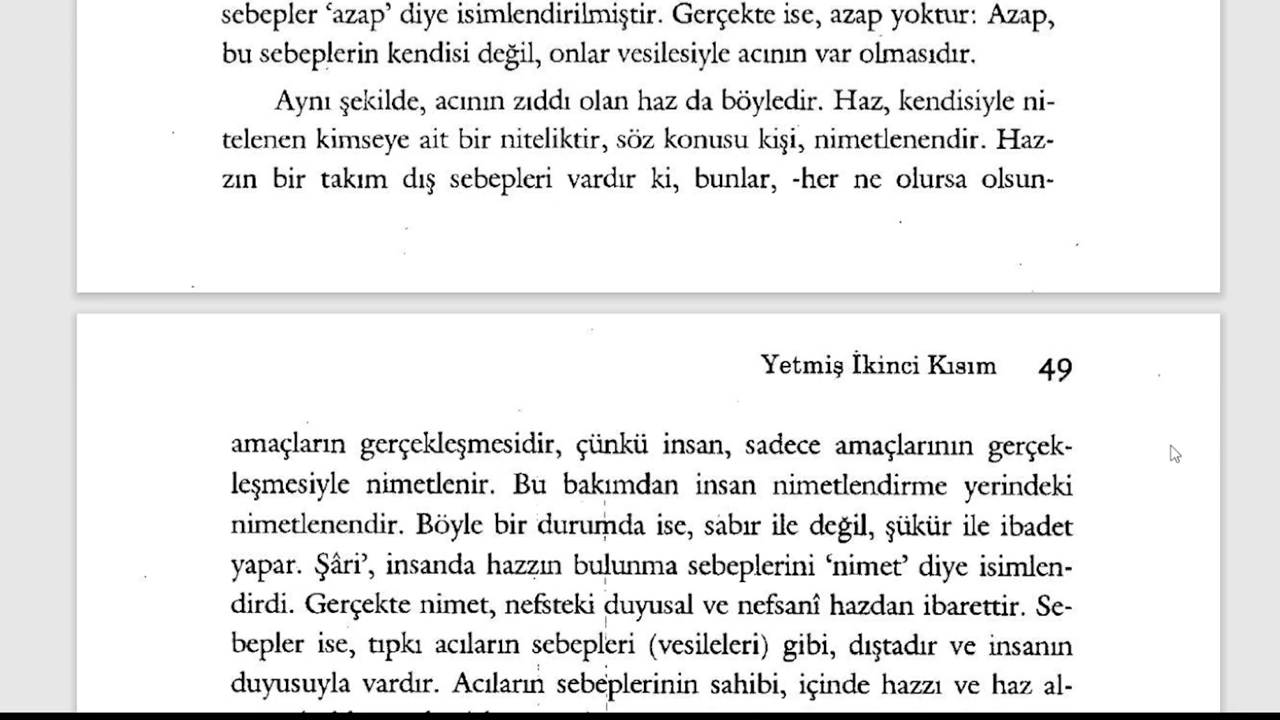 sebepler ‘azap’ diye isimlendirilmiştir. Gerçekte ise, azap yoktur: Azap,
bu sebeplerin kendisi değil, onlar vesilesiyle acının var olmasıdır.
Aynı şekilde, acının zıddı olan haz da böyledir. Haz, kendisiyle ni-
telenen kimseye ait bir niteliktir, söz konusu kişi, nimetlenendir. Haz-
zın bir takım dış sebepleri vardır ki, bunlar, -her ne olursa olsun-
Yetmiş İkinci Kısım 49
amaçların gerçekleşmesidir, çünkü insan, sadece amaçlarının gerçek-
leşmesiyle nimetlenir. Bu bakımdan insan nimetlendirme yerindeki
nimetlenendir. Böyle bir durumda ise, sabır ile değil, şükür ile ibadet
yapar. Şâri’, insanda hazzın bulunma sebeplerini ‘nimet’ diye isimlen-
dirdi. Gerçekte nimet, nefsteki duyusal ve nefsanî hazdan ibarettir. Se-
bepler ise, tıpkı acıların sebepleri (vesileleri) gibi, dıştadır ve insanın
duyusuyla vardır. Acıların sebeplerinin sahibi, içinde hazzı ve haz al-